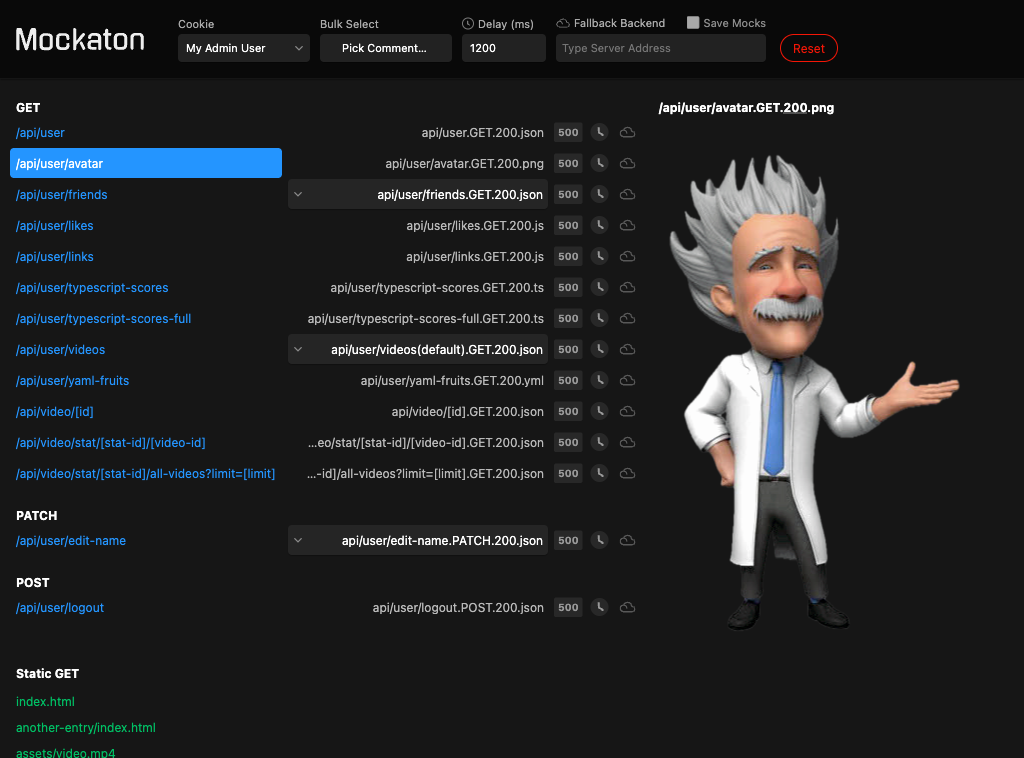 Mockaton
Cookie
My Admin User
Bulk Select
Pick Comment...
Delay (ms)
1200
Fallback Backend
Save Mocks
Type Server Address
Reset
GET
/api/user api/user.GET.200.json 500
/api/user/avatar api/user/avatar.GET.200.png 500
/api/user/friends api/user/friends.GET.200.json 500
/api/user/likes api/user/likes.GET.200.js 500
/api/user/links api/user/links.GET.200.js 500
/api/user/typescript-scores api/user/typescript-scores.GET.200.ts 500
/api/user/typescript-scores-full api/user/typescript-scores-full.GET.200.ts 500
/api/user/videos api/user/videos(default).GET.200.json 500
/api/user/yaml-fruits api/user/yaml-fruits.GET.200.yml 500
/api/video/[id] api/video/[id].GET.200.json 500
/api/video/stat/[stat-id]/[video-id] ...eo/stat/[stat-id]/[video-id].GET.200.json 500
/api/video/stat/[stat-id]/all-videos?limit=[limit] ...-id]/all-videos?limit=[limit].GET.200.json 500
PATCH
/api/user/edit-name api/user/edit-name.PATCH.200.json 500
POST
/api/user/logout api/user/logout.POST.200.json 500
Static GET
index.html
another-entry/index.html
assets/video.mp4
/api/user/avatar.GET.200.png